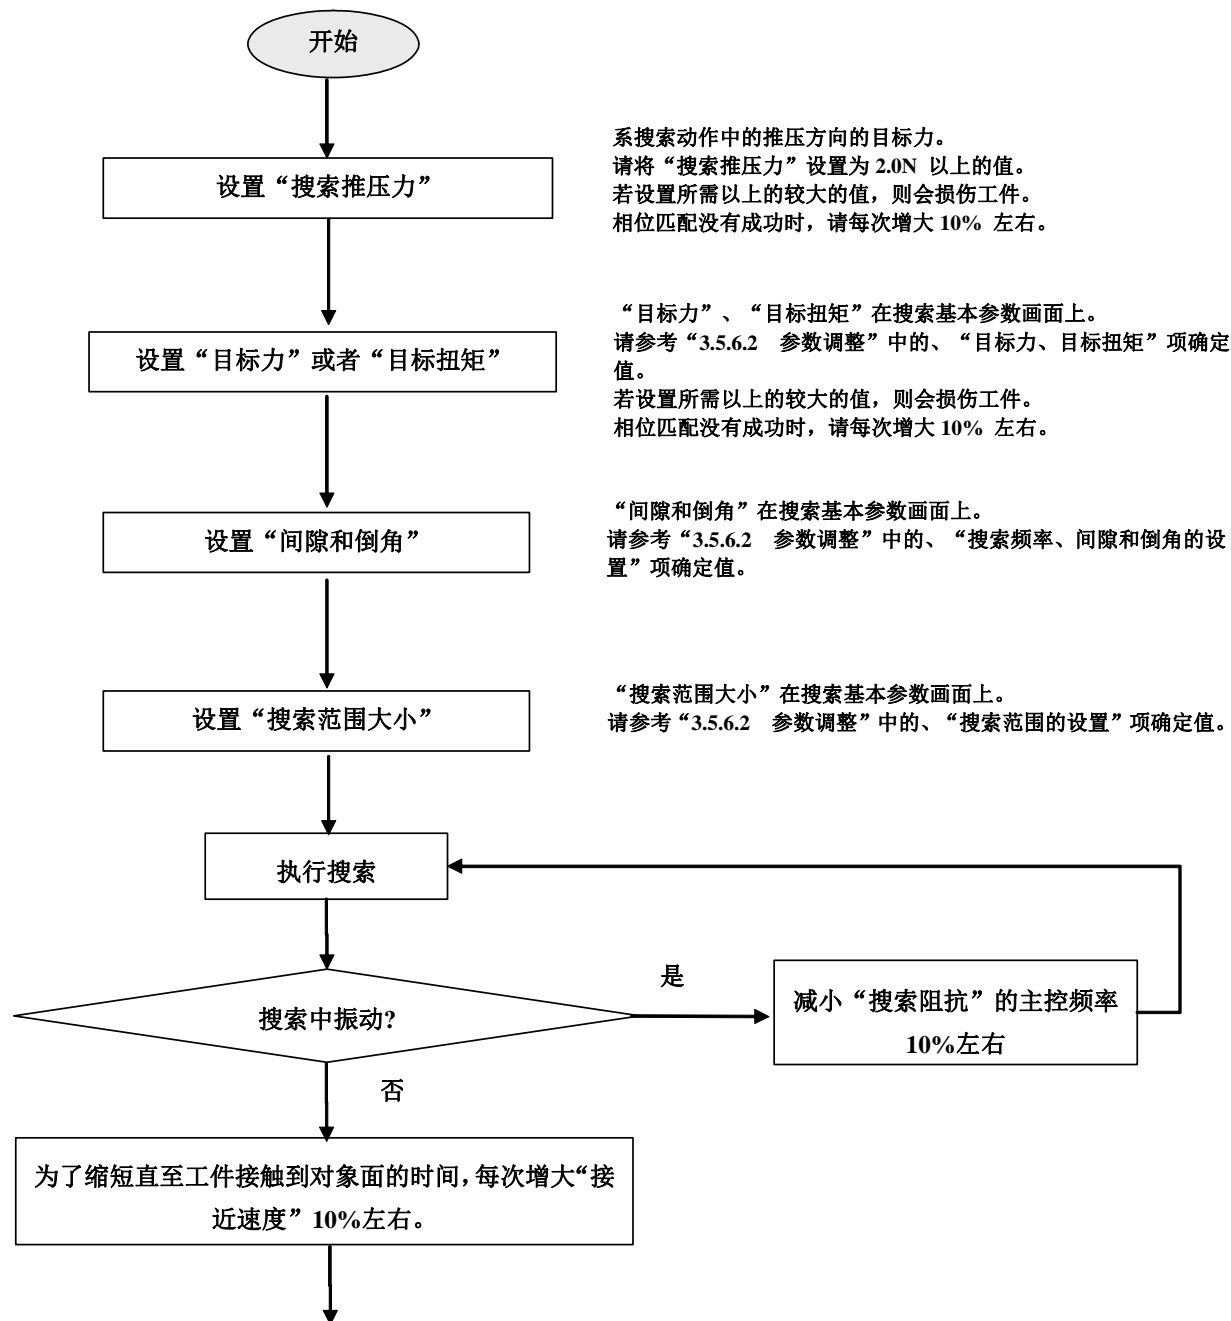 开始
系搜索动作中的推压方向的目标力。
请将“搜索推压力”设置为 2.0N 以上的值。
若设置所需以上的较大的值，则会损伤工件。
相位匹配没有成功时，请每次增大 10% 左右。
设置“搜索推压力”
“目标力”、“目标扭矩”在搜索基本参数画面上。
请参考“3.5.6.2 参数调整”中的、“目标力、目标扭矩”项确定
值。
若设置所需以上的较大的值，则会损伤工件。
相位匹配没有成功时，请每次增大 10% 左右。
设置“目标力”或者“目标扭矩”
“间隙和倒角”在搜索基本参数画面上。
请参考“3.5.6.2 参数调整”中的、“搜索频率、间隙和倒角的设
置”项确定值。
设置“间隙和倒角”
“搜索范围大小”在搜索基本参数画面上。
请参考“3.5.6.2 参数调整”中的、“搜索范围的设置”项确定值。
设置“搜索范围大小”
执行搜索
搜索中振动?
是
减小“搜索阻抗”的主控频率
10%左右
否
为了缩短直至工件接触到对象面的时间，每次增大“接
近速度”10%左右。